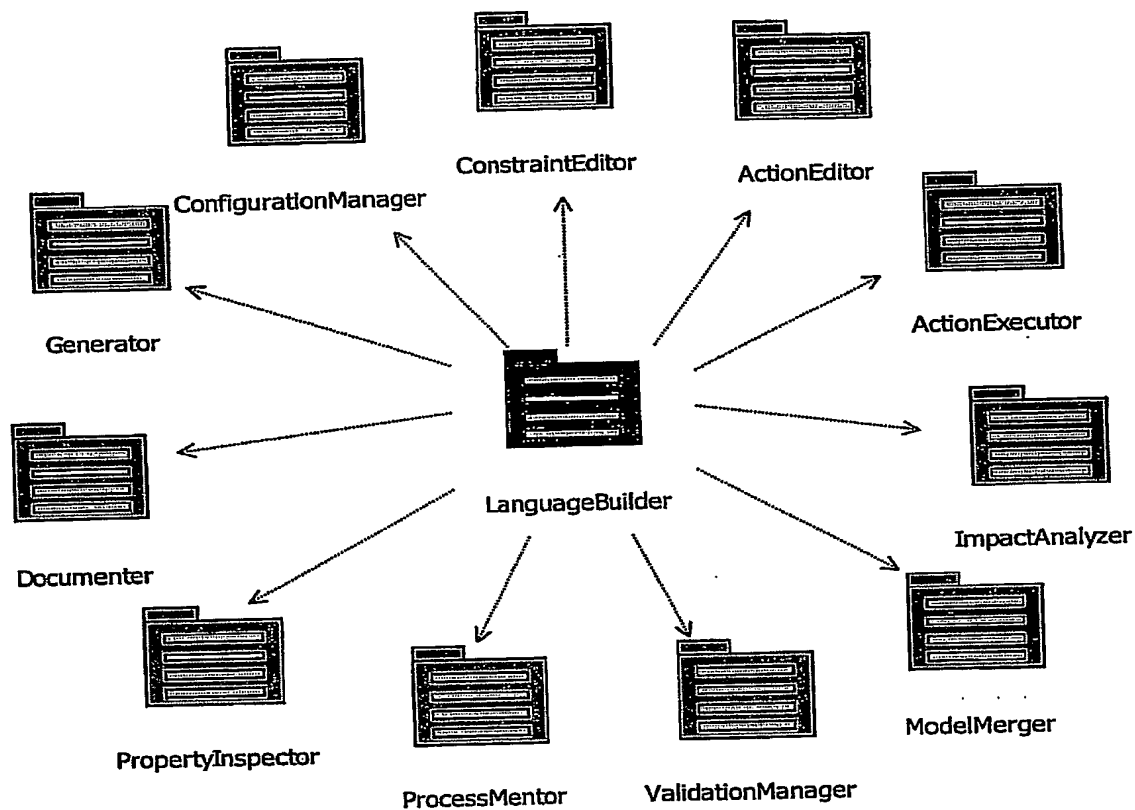 ConstraintEditor
ActionEditor
ConfigurationManager
Generator
ActionExecutor
LanguageBuilder
ImpactAnalyzer
Documenter
ModelMerger
PropertyInspector
ProcessMentor
ValidationManager